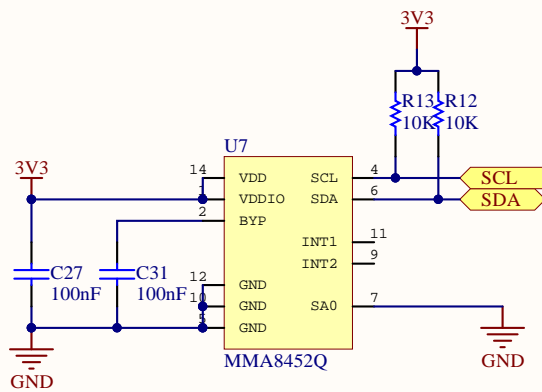 3V3
R13
R12
10K
10K
U7
14
VDD
SCL
4
SCL
3V3
1
VDDIO
SDA
6
SDA
2
BYP
INT1
11
INT2
9
C27
100nF
C31
100nF
12
GND
10
GND
SA0
7
5
GND
MMA8452Q
GND
GND